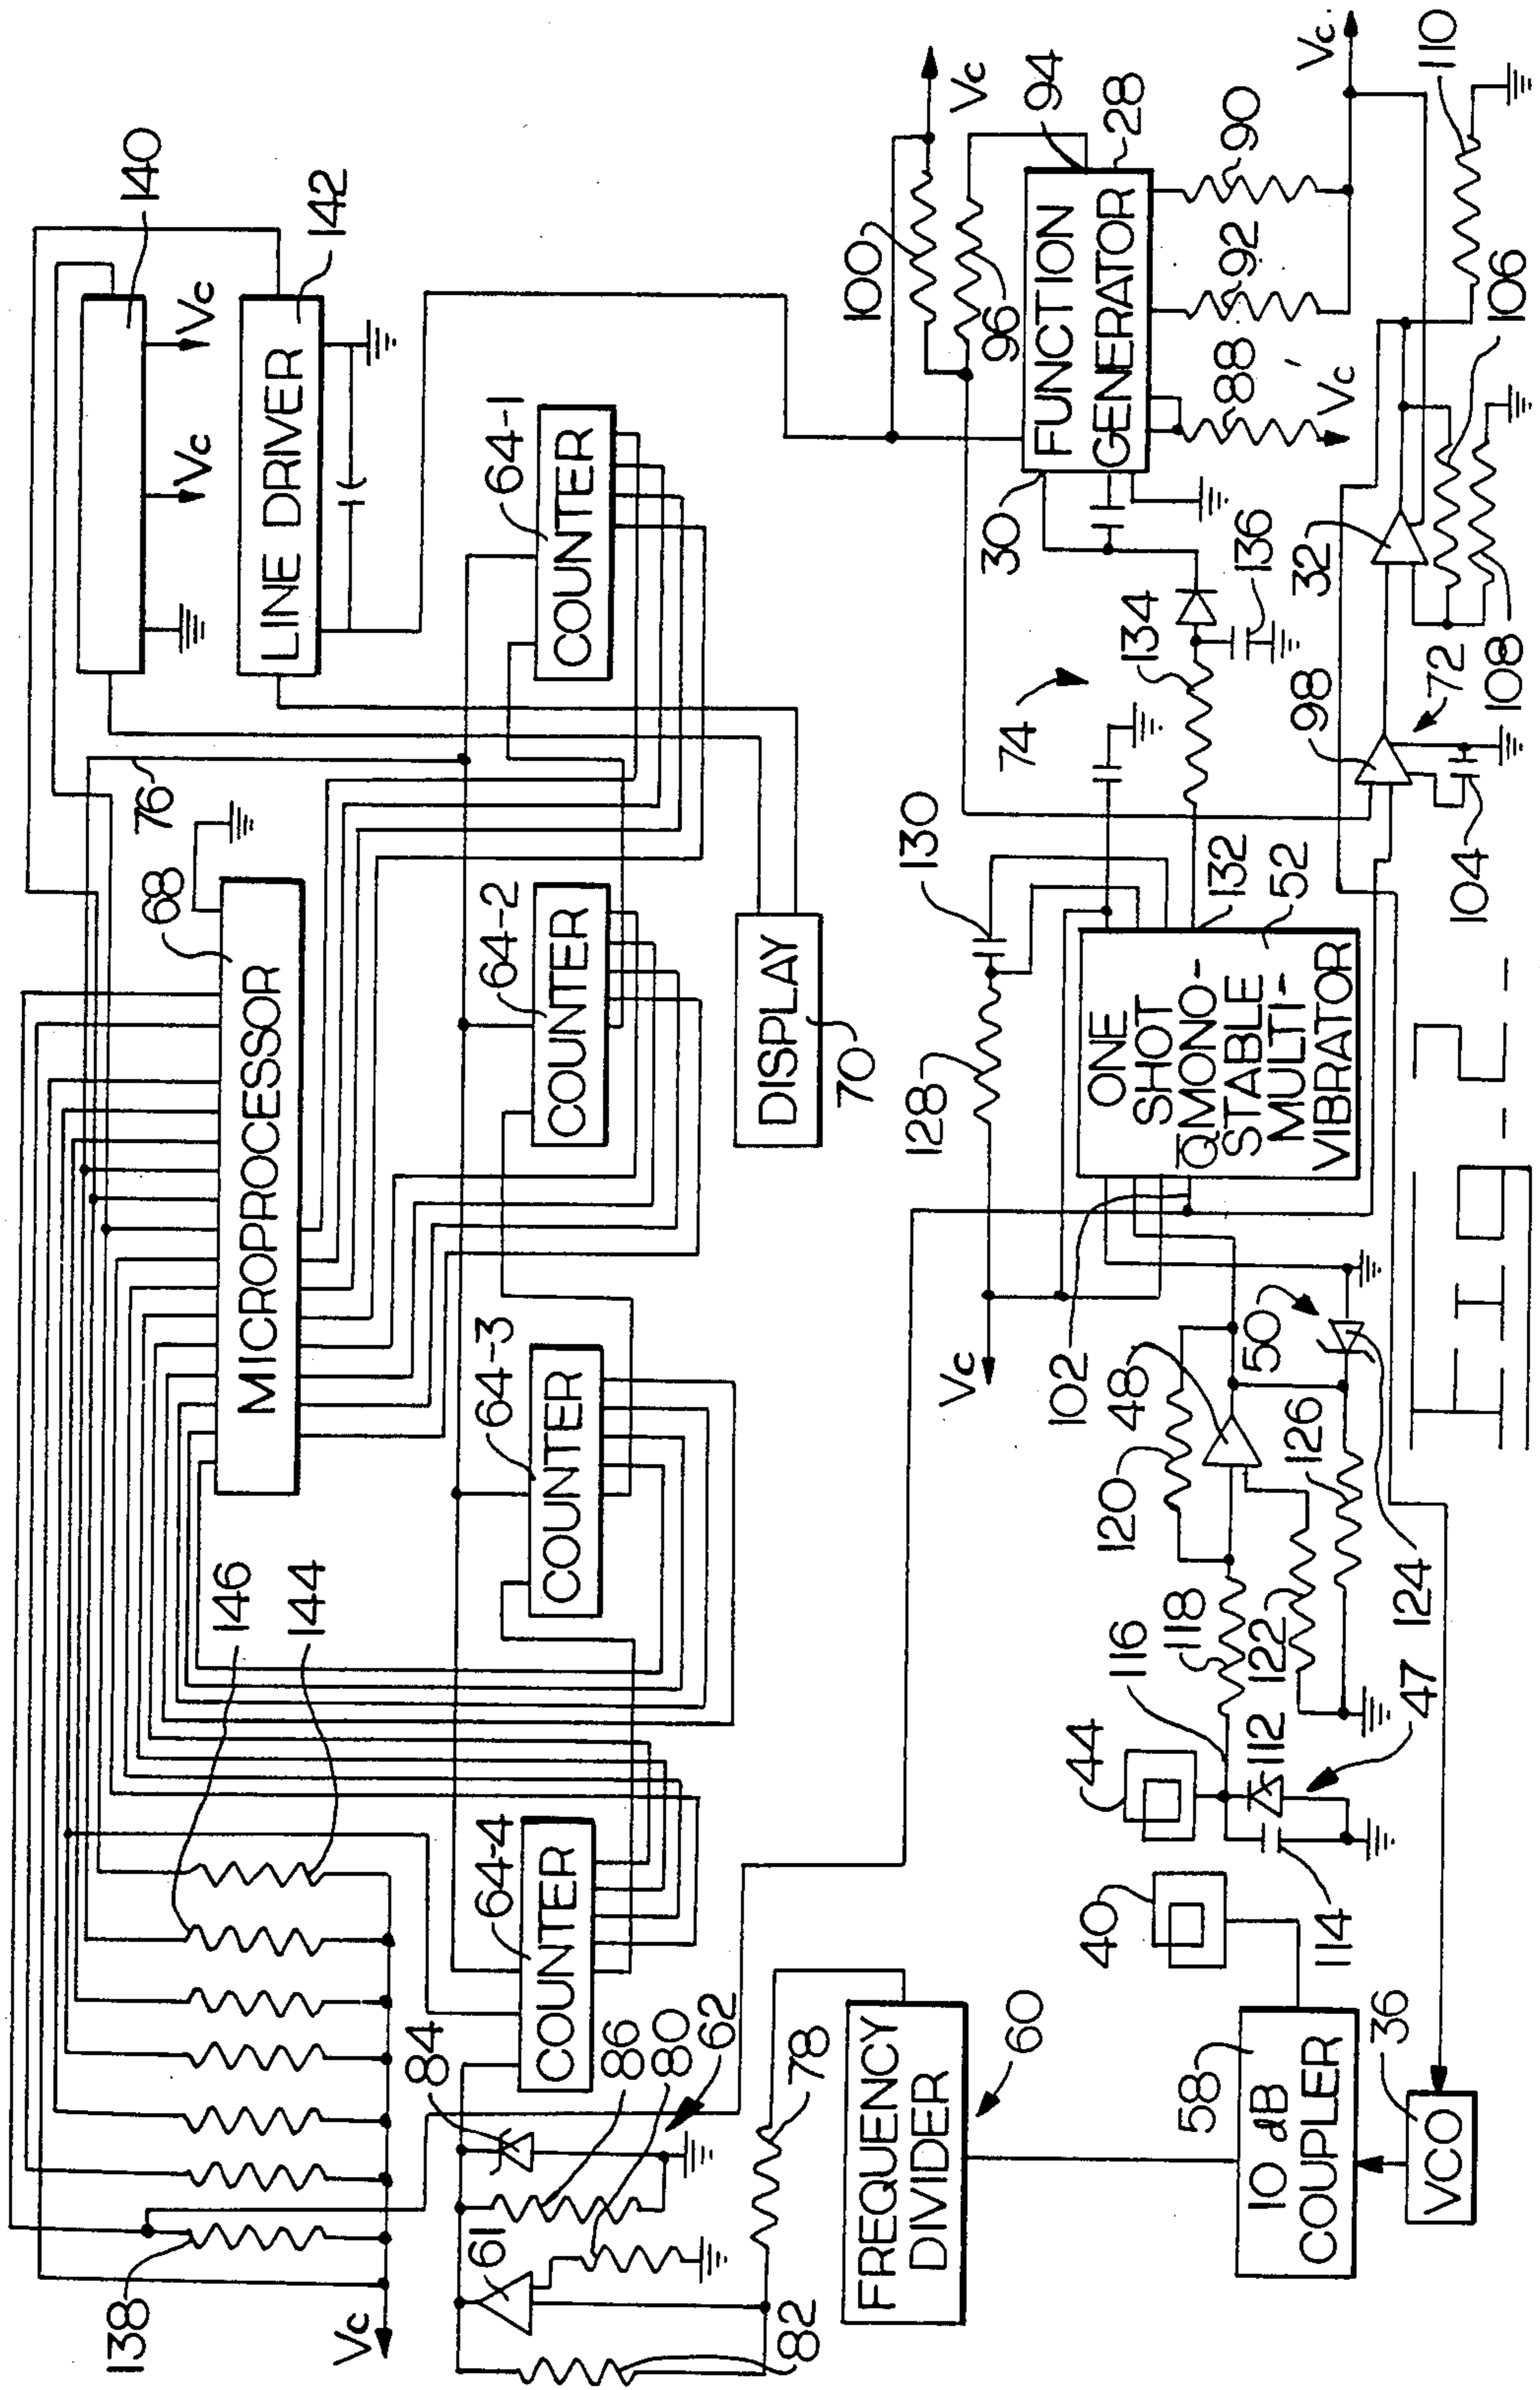 140
142
LINE DRIVER
Vc
Vc
68
MICROPROCESSOR
76
146
144
138
Vc
64-1
COUNTER
64-2
COUNTER
64-3
COUNTER
64-4
COUNTER
DISPLAY
70
84
86
80
62
61
82
78
FREQUENCY
DIVIDER
60
Vc
94
28
100
96
FUNCTION
GENERATOR
30
90
92
88
Vc
Vc
110
106
108
32
98
72
104
136
134
74
130
128
132
52
ONE
SHOT
QMONO-
STABLE
MULTI-
VIBRATOR
Vc
102
48
50
120
126
124
118
122
116
44
112
47
114
40
58
10 dB
COUPLER
36
VCO